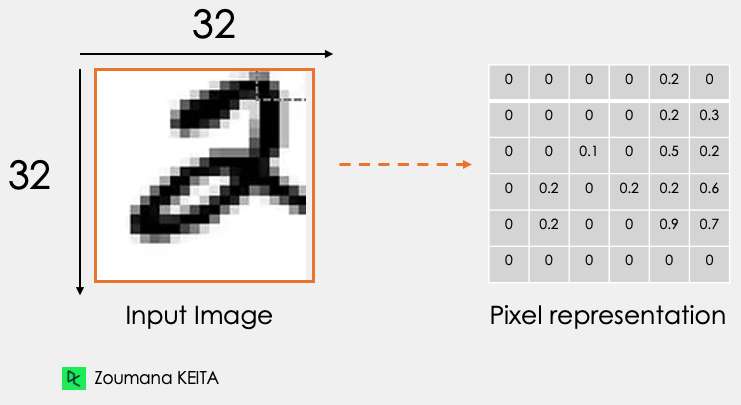 32
32
0 0 0 0 0.2 0
0 0 0 0 0.2 0.3
0 0 0.1 0 0.5 0.2
0 0.2 0 0.2 0.2 0.6
0 0.2 0 0 0.9 0.7
0 0 0 0 0 0
Input Image
Pixel representation
Zoumana KEITA